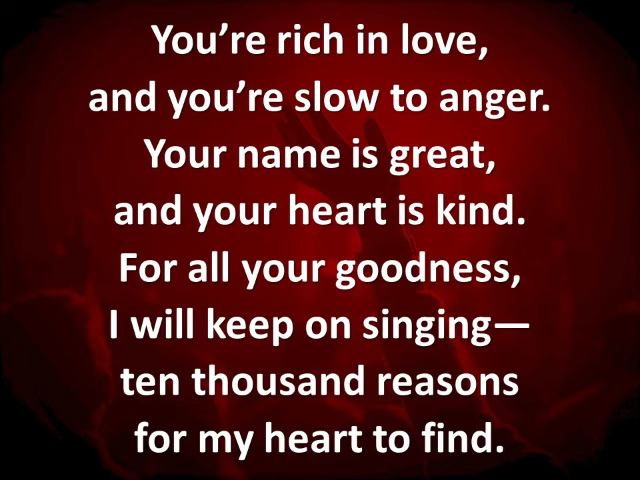 You’re rich in love,
and you’re slow to anger.
Your name is great,
and your heart is kind.
For all your goodness,
I will keep on singing—
ten thousand reasons
for my heart to find.